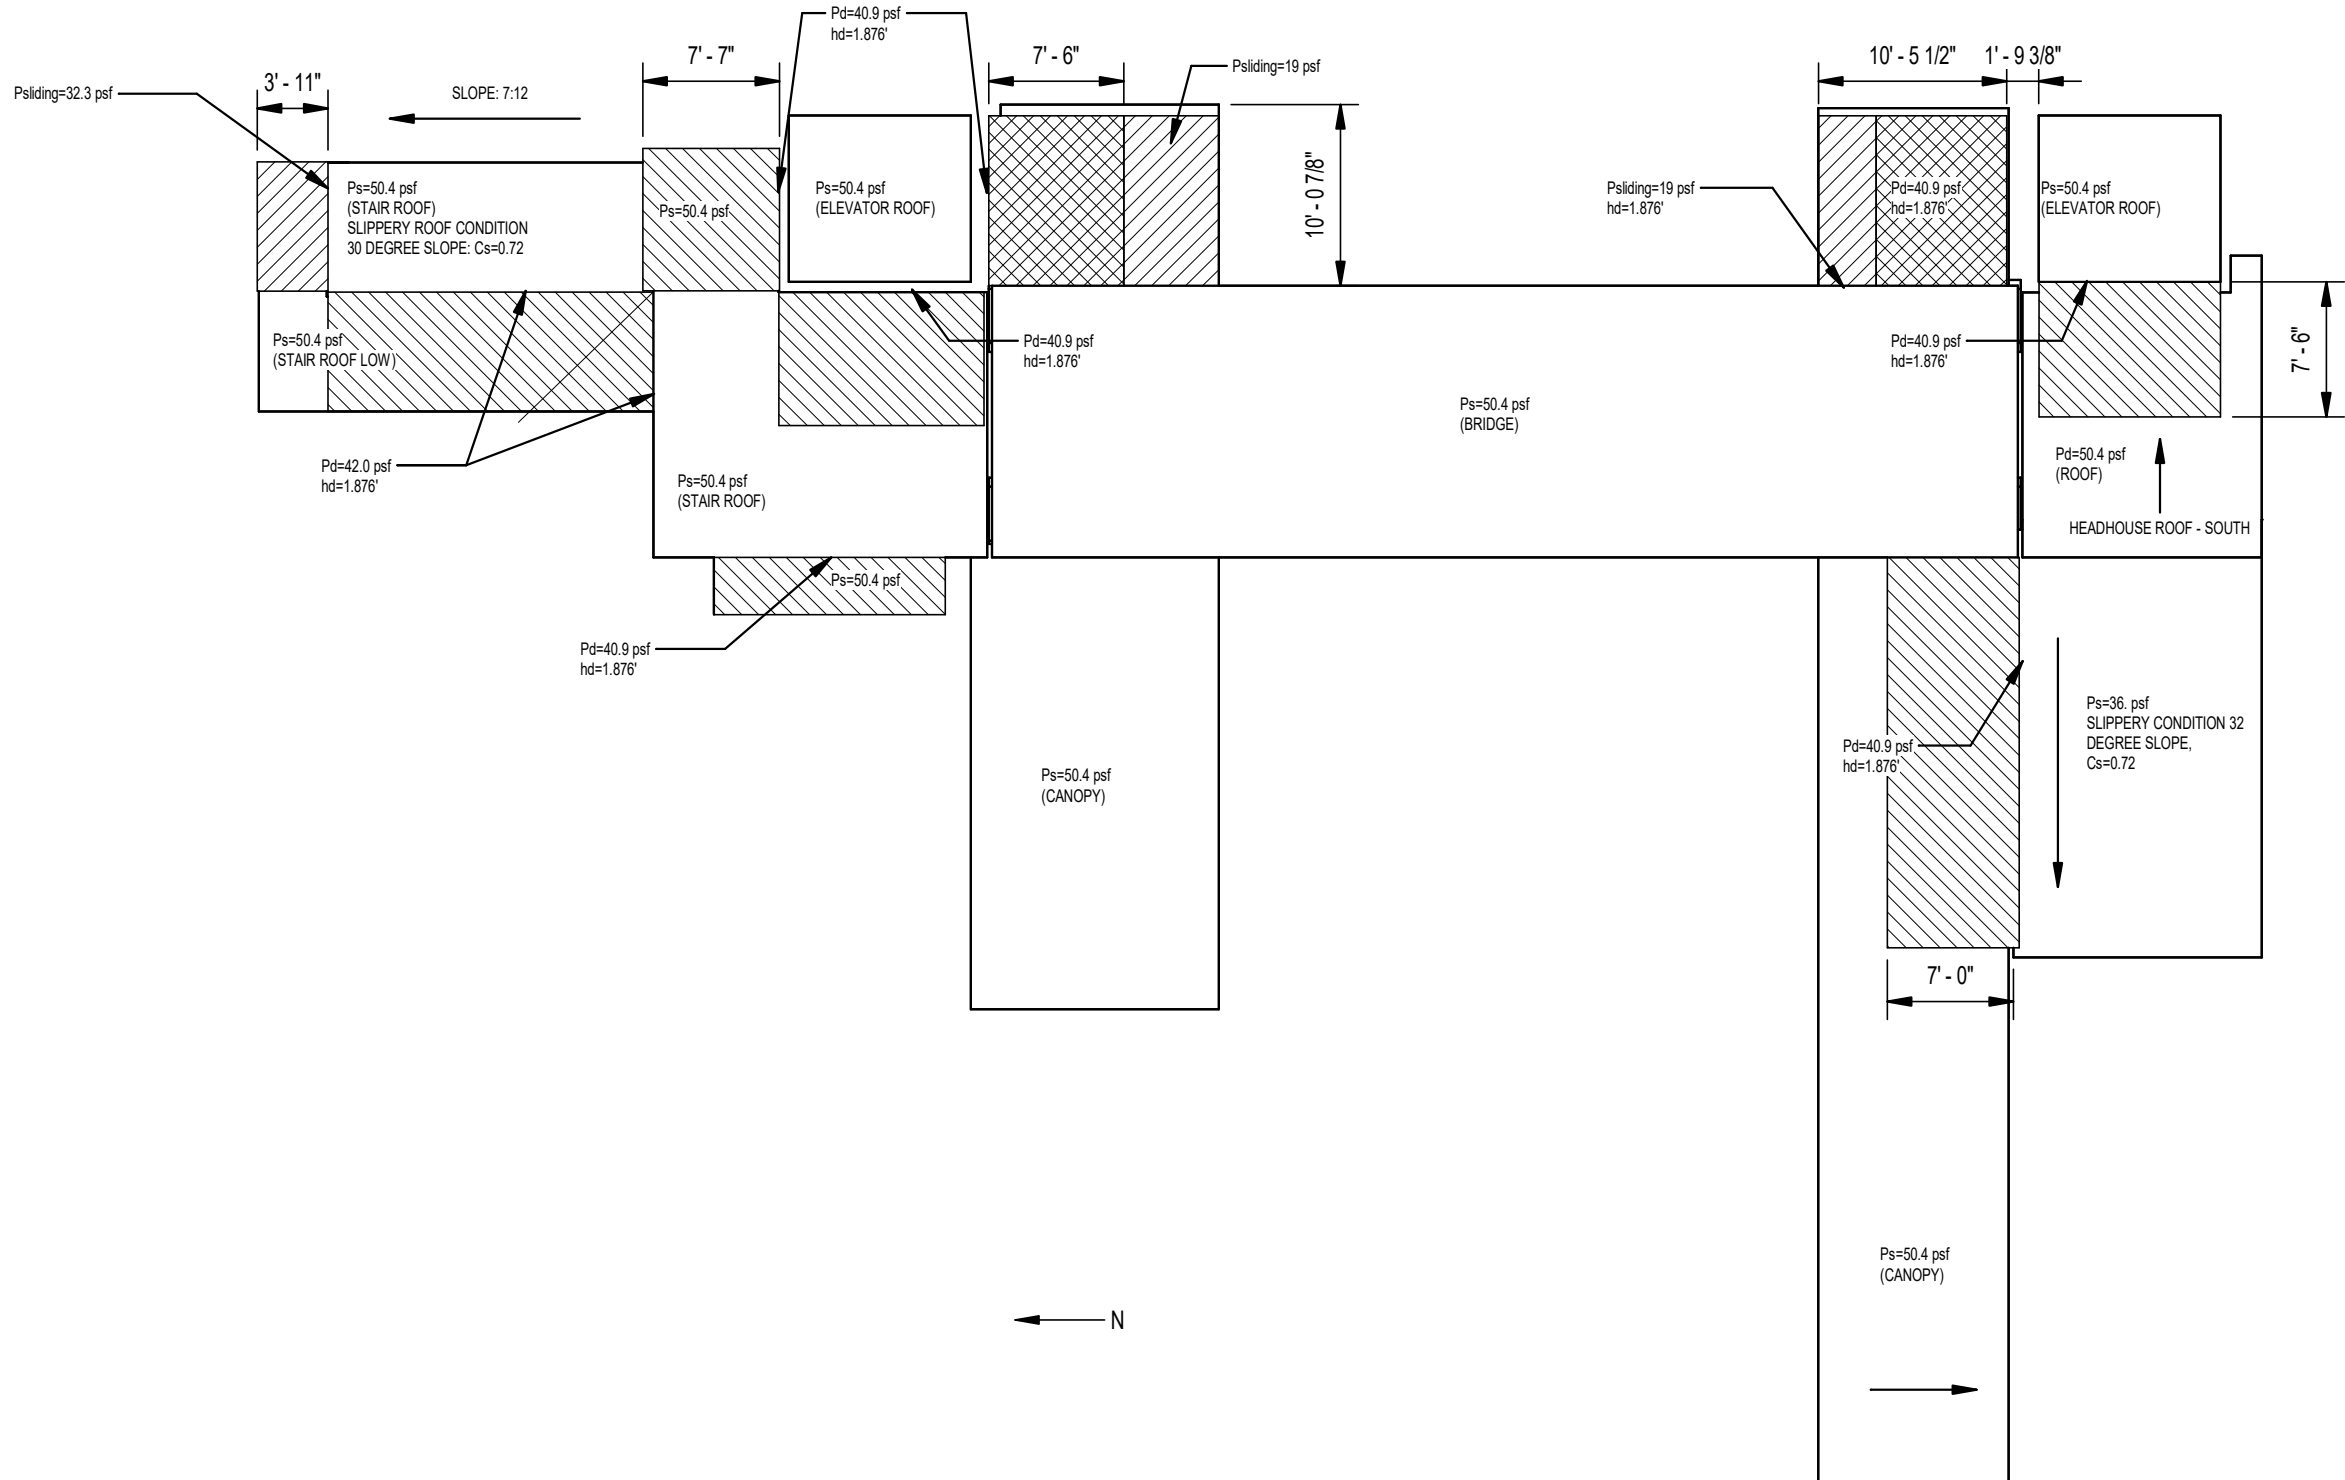 Pd=40.9 psf
hd=1.876'
7' - 7"
7' - 6"
Psliding=19 psf
10' - 5 1/2"
1' - 9 3/8"
3' - 11"
Psliding=32.3 psf
SLOPE: 7:12
10' - 0 7/8"
Ps=50.4 psf
(STAIR ROOF)
SLIPPERY ROOF CONDITION
30 DEGREE SLOPE: Cs=0.72
Ps=50.4 psf
Ps=50.4 psf
(ELEVATOR ROOF)
Psliding=19 psf
hd=1.876'
Pd=40.9 psf
hd=1.876'
Ps=50.4 psf
(ELEVATOR ROOF)
Ps=50.4 psf
(STAIR ROOF LOW)
Pd=40.9 psf
hd=1.876'
Pd=40.9 psf
hd=1.876'
7' - 6"
Ps=50.4 psf
(BRIDGE)
Pd=42.0 psf
hd=1.876'
Ps=50.4 psf
(STAIR ROOF)
Pd=50.4 psf
(ROOF)
HEADHOUSE ROOF - SOUTH
Ps=50.4 psf
Pd=40.9 psf
hd=1.876'
Ps=36. psf
SLIPPERY CONDITION 32
DEGREE SLOPE,
Cs=0.72
Pd=40.9 psf
hd=1.876'
Ps=50.4 psf
(CANOPY)
7' - 0"
Ps=50.4 psf
(CANOPY)
N